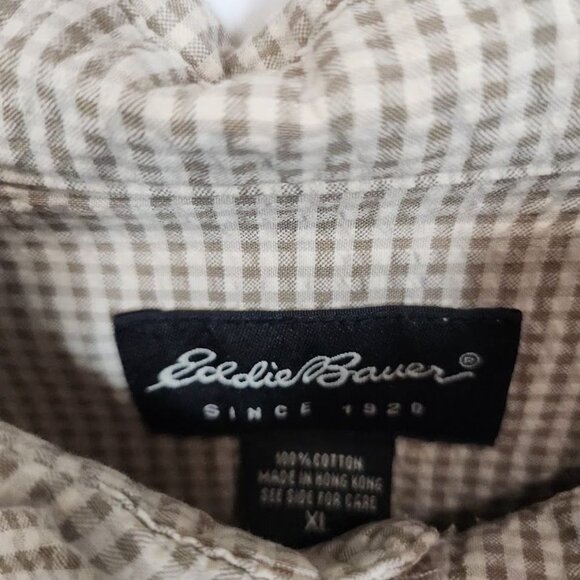 Eddie Bauer®
SINCE 1920
100% COTTON
MADE IN HONG KONG
SEE SIDE FOR CARE
XL